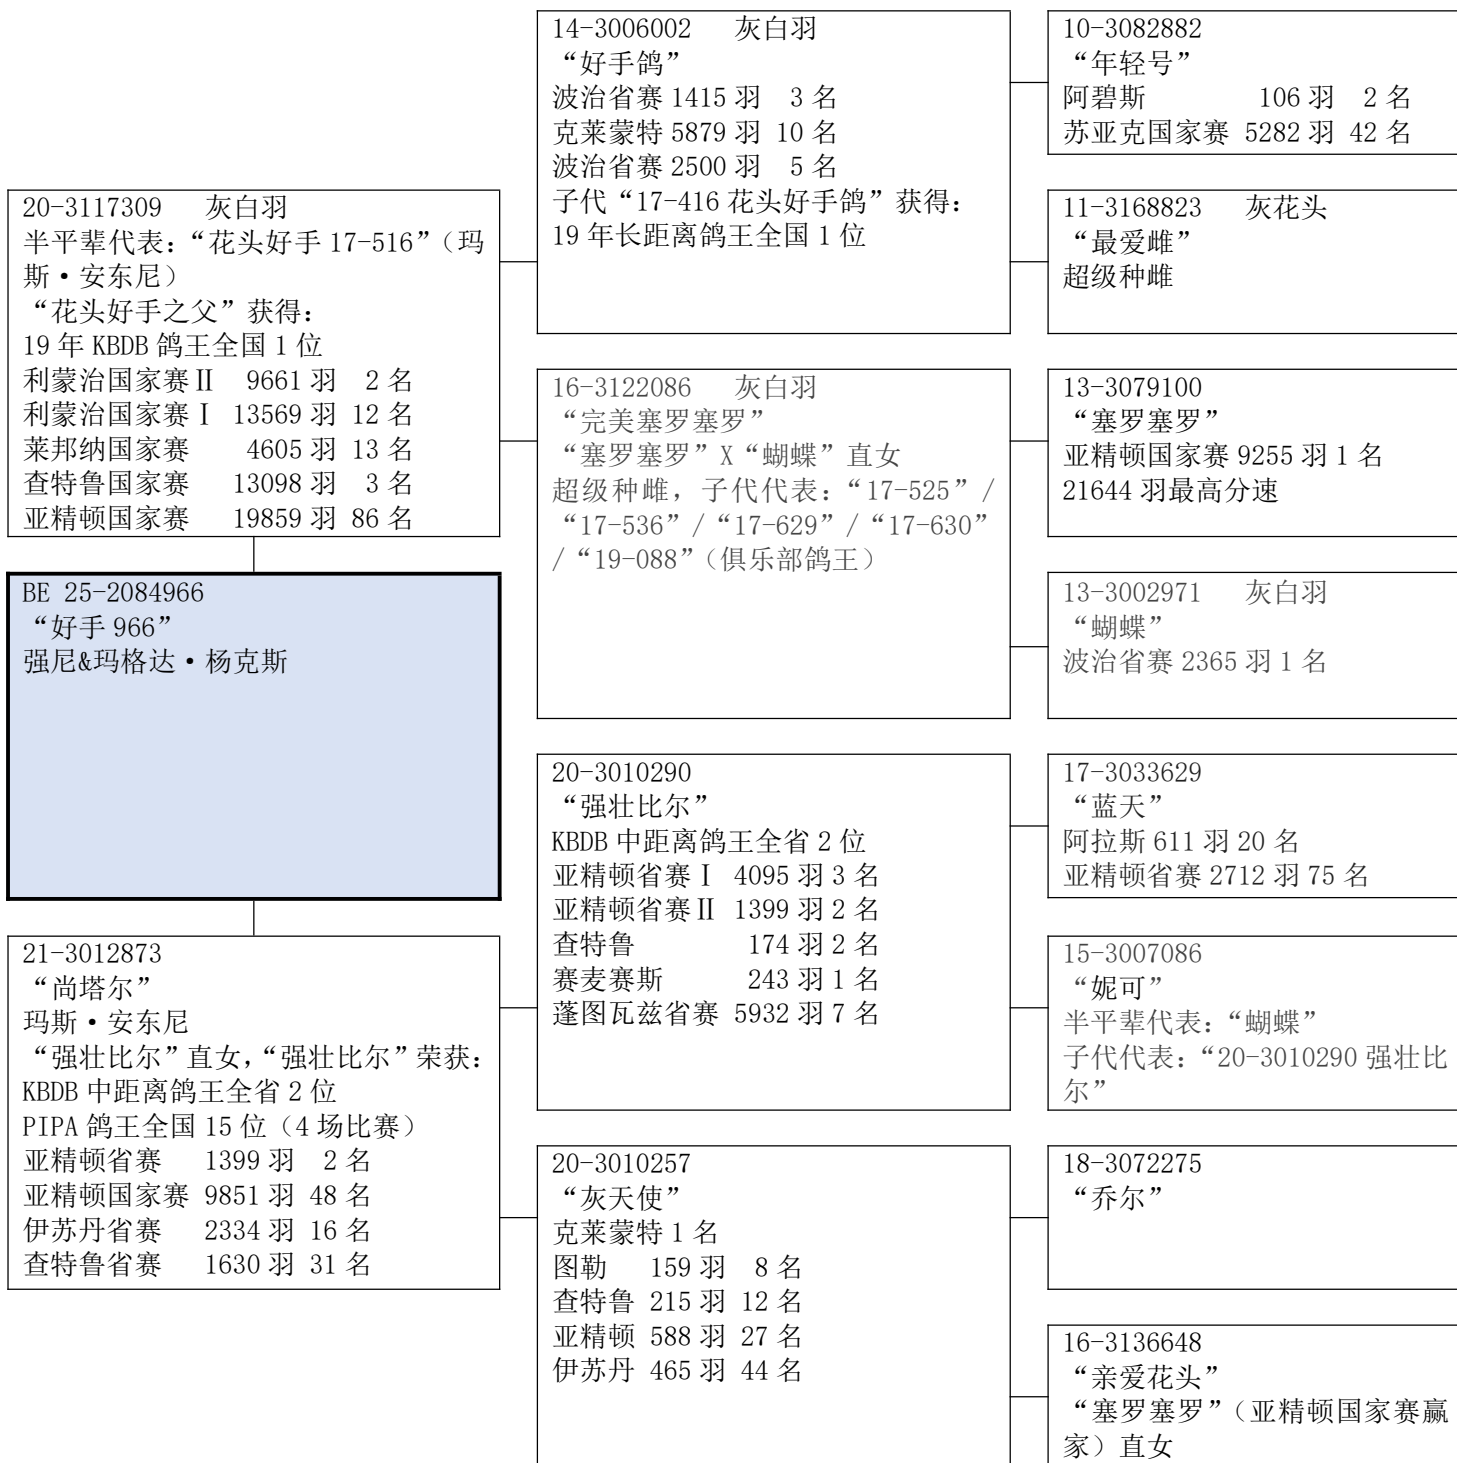 20-3117309 灰白羽
半平辈代表：“花头好手 17-516”（玛
斯·安东尼）
“花头好手之父”获得：
19 年 KBDB 鸽王全国 1 位
利蒙治国家赛Ⅱ 9661 羽 2 名
利蒙治国家赛Ⅰ 13569 羽 12 名
莱邦纳国家赛 4605 羽 13 名
查特鲁国家赛 13098 羽 3 名
亚精顿国家赛 19859 羽 86 名
BE 25-2084966
“好手 966”
强尼&玛格达·杨克斯
21-3012873
“尚塔尔”
玛斯·安东尼
“强壮比尔”直女，“强壮比尔”荣获：
KBDB 中距离鸽王全省 2 位
PIPA 鸽王全国 15 位（4 场比赛）
亚精顿省赛 1399 羽 2 名
亚精顿国家赛 9851 羽 48 名
伊苏丹省赛 2334 羽 16 名
查特鲁省赛 1630 羽 31 名
14-3006002 灰白羽
“好手鸽”
波治省赛 1415 羽 3 名
克莱蒙特 5879 羽 10 名
波治省赛 2500 羽 5 名
子代“17-416 花头好手鸽”获得：
19 年长距离鸽王全国 1 位
16-3122086 灰白羽
“完美塞罗塞罗”
“塞罗塞罗”X“蝴蝶”直女
超级种雌，子代代表：“17-525”/
“17-536”/“17-629”/“17-630”
/“19-088”（俱乐部鸽王）
20-3010290
“强壮比尔”
KBDB 中距离鸽王全省 2 位
亚精顿省赛Ⅰ 4095 羽 3 名
亚精顿省赛Ⅱ 1399 羽 2 名
查特鲁 174 羽 2 名
赛麦赛斯 243 羽 1 名
蓬图瓦兹省赛 5932 羽 7 名
20-3010257
“灰天使”
克莱蒙特 1 名
图勒 159 羽 8 名
查特鲁 215 羽 12 名
亚精顿 588 羽 27 名
伊苏丹 465 羽 44 名
10-3082882
“年轻号”
阿碧斯 106 羽 2 名
苏亚克国家赛 5282 羽 42 名
11-3168823 灰花头
“最爱雌”
超级种雌
13-3079100
“塞罗塞罗”
亚精顿国家赛 9255 羽 1 名
21644 羽最高分速
13-3002971 灰白羽
“蝴蝶”
波治省赛 2365 羽 1 名
17-3033629
“蓝天”
阿拉斯 611 羽 20 名
亚精顿省赛 2712 羽 75 名
15-3007086
“妮可”
半平辈代表：“蝴蝶”
子代代表：“20-3010290 强壮比
尔”
18-3072275
“乔尔”
16-3136648
“亲爱花头”
“塞罗塞罗”（亚精顿国家赛赢
家）直女